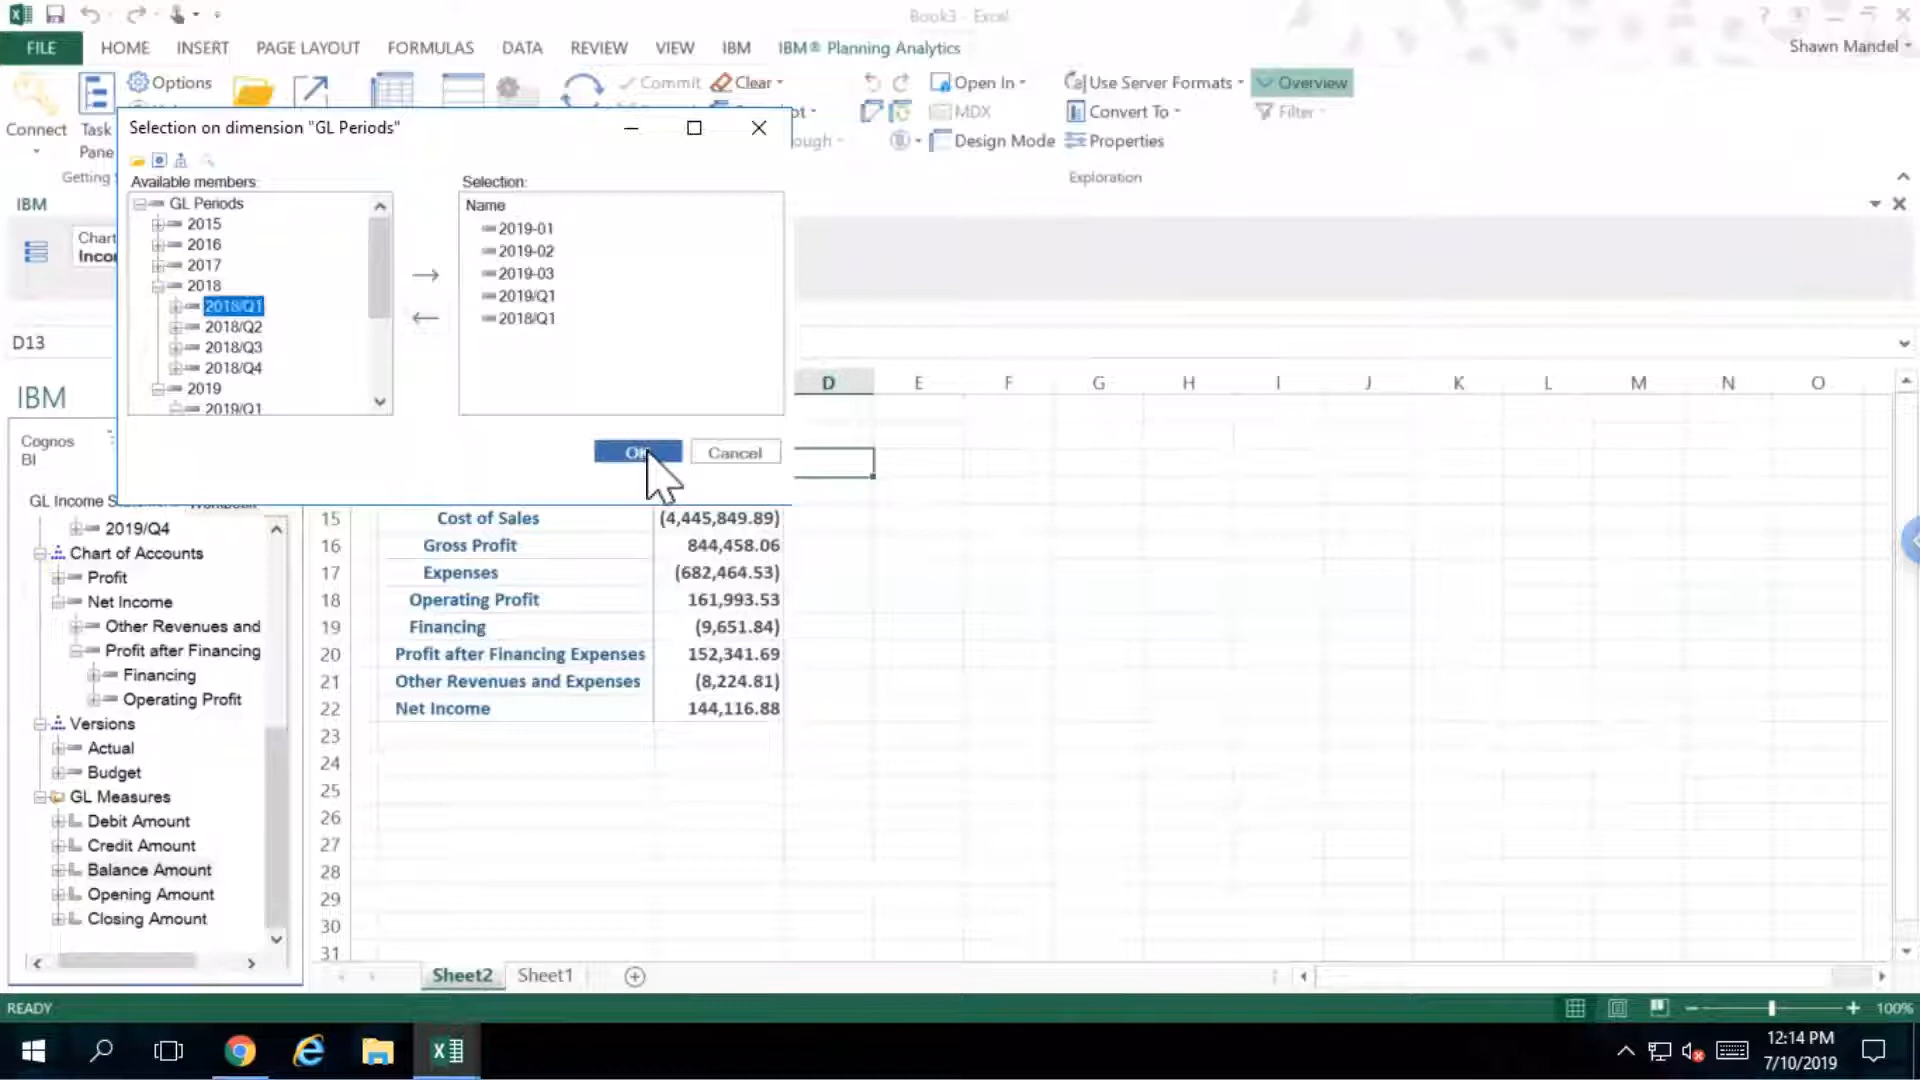 Book3 - Excel
?
FILE HOME INSERT PAGE LAYOUT FORMULAS DATA REVIEW VIEW IBM IBM® Planning Analytics
Shawn Mandel
Connect
Task
Pane
Options
Commit
Clear
Open In
MDX
Design Mode
Use Server Formats
Convert To
Properties
Overview
Filter
Getting
Exploration
Selection on dimension "GL Periods"
Available members:
GL Periods
2015
2016
2017
2018
2018/Q1
2018/Q2
2018/Q3
2018/Q4
2019
2019/Q1
Selection:
Name
2019-01
2019-02
2019-03
2019/Q1
2018/Q1
Cancel
IBM
Chart
D13
IBM
Cognos
BI
GL Income
2019/Q4
Chart of Accounts
Profit
Net Income
Other Revenues and
Profit after Financing
Financing
Operating Profit
Versions
Actual
Budget
GL Measures
Debit Amount
Credit Amount
Balance Amount
Opening Amount
Closing Amount
D E F G H I J K L M N O
15 Cost of Sales (4,445,849.89)
16 Gross Profit 844,458.06
17 Expenses (682,464.53)
18 Operating Profit 161,993.53
19 Financing (9,651.84)
20 Profit after Financing Expenses 152,341.69
21 Other Revenues and Expenses (8,224.81)
22 Net Income 144,116.88
23
24
25
26
27
28
29
30
31
Sheet2 Sheet1
READY
100%
12:14 PM
7/10/2019